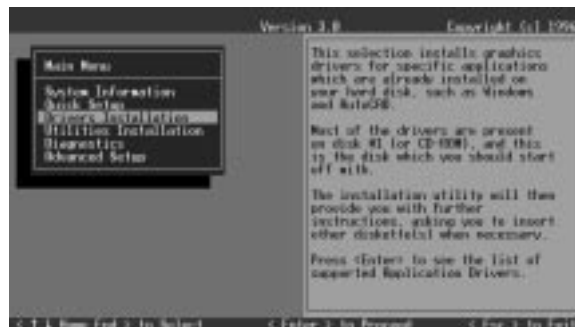 Version 3.0 Copyright (c) 1996
Main Menu
System Information
Quick Setup
Drivers Installation
Utilities Installation
Diagnostics
Advanced Setup
This selection installs graphics
drivers for specific applications
which are already installed on
your hard disk, such as Windows
and AutoCAD.
Most of the drivers are present
on disk #1 (or CD-ROM), and this
is the disk which you should start
off with.
The installation utility will then
provide you with further
instructions, asking you to insert
other diskette(s) when necessary.
Press <Enter> to see the list of
supported Application Drivers.
< ↑ ↓ Home End > to Select < Enter > to Proceed < Esc > to Exit